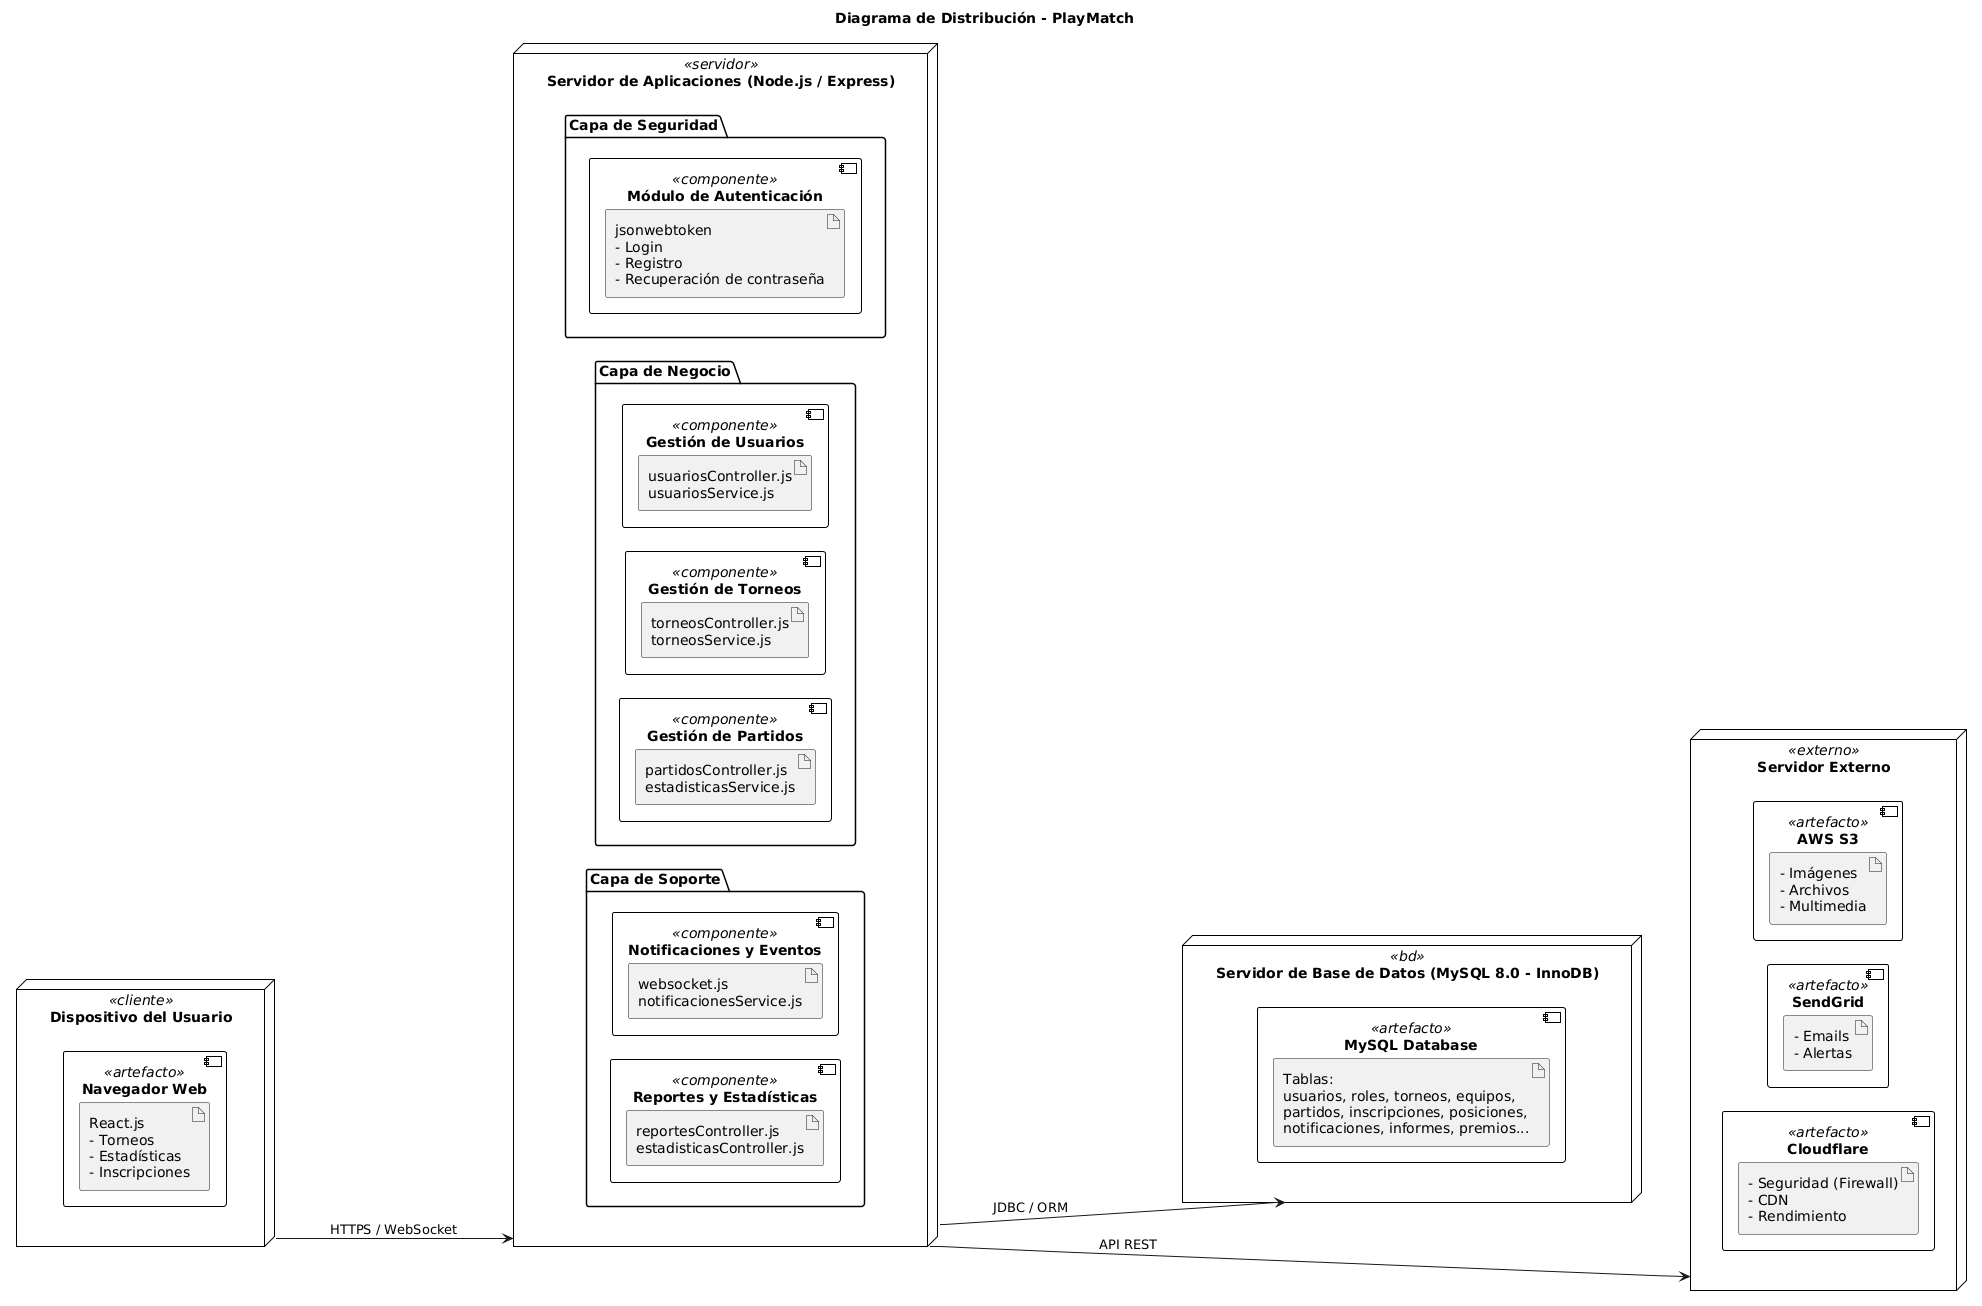 Diagrama de Distribución - PlayMatch
«servidor»
Servidor de Aplicaciones (Node.js / Express)
Capa de Seguridad
«componente»
Módulo de Autenticación
jsonwebtoken
- Login
- Registro
- Recuperación de contraseña
Capa de Negocio
«componente»
Gestión de Usuarios
usuariosController.js
usuariosService.js
«componente»
Gestión de Torneos
torneosController.js
torneosService.js
«componente»
Gestión de Partidos
partidosController.js
estadisticasService.js
Capa de Soporte
«componente»
Notificaciones y Eventos
websocket.js
notificacionesService.js
«componente»
Reportes y Estadísticas
reportesController.js
estadisticasController.js
«cliente»
Dispositivo del Usuario
«artefacto»
Navegador Web
React.js
- Torneos
- Estadísticas
- Inscripciones
HTTPS / WebSocket
JDBC / ORM
API REST
«bd»
Servidor de Base de Datos (MySQL 8.0 - InnoDB)
«artefacto»
MySQL Database
Tablas:
usuarios, roles, torneos, equipos,
partidos, inscripciones, posiciones,
notificaciones, informes, premios...
«externo»
Servidor Externo
«artefacto»
AWS S3
- Imágenes
- Archivos
- Multimedia
«artefacto»
SendGrid
- Emails
- Alertas
«artefacto»
Cloudflare
- Seguridad (Firewall)
- CDN
- Rendimiento